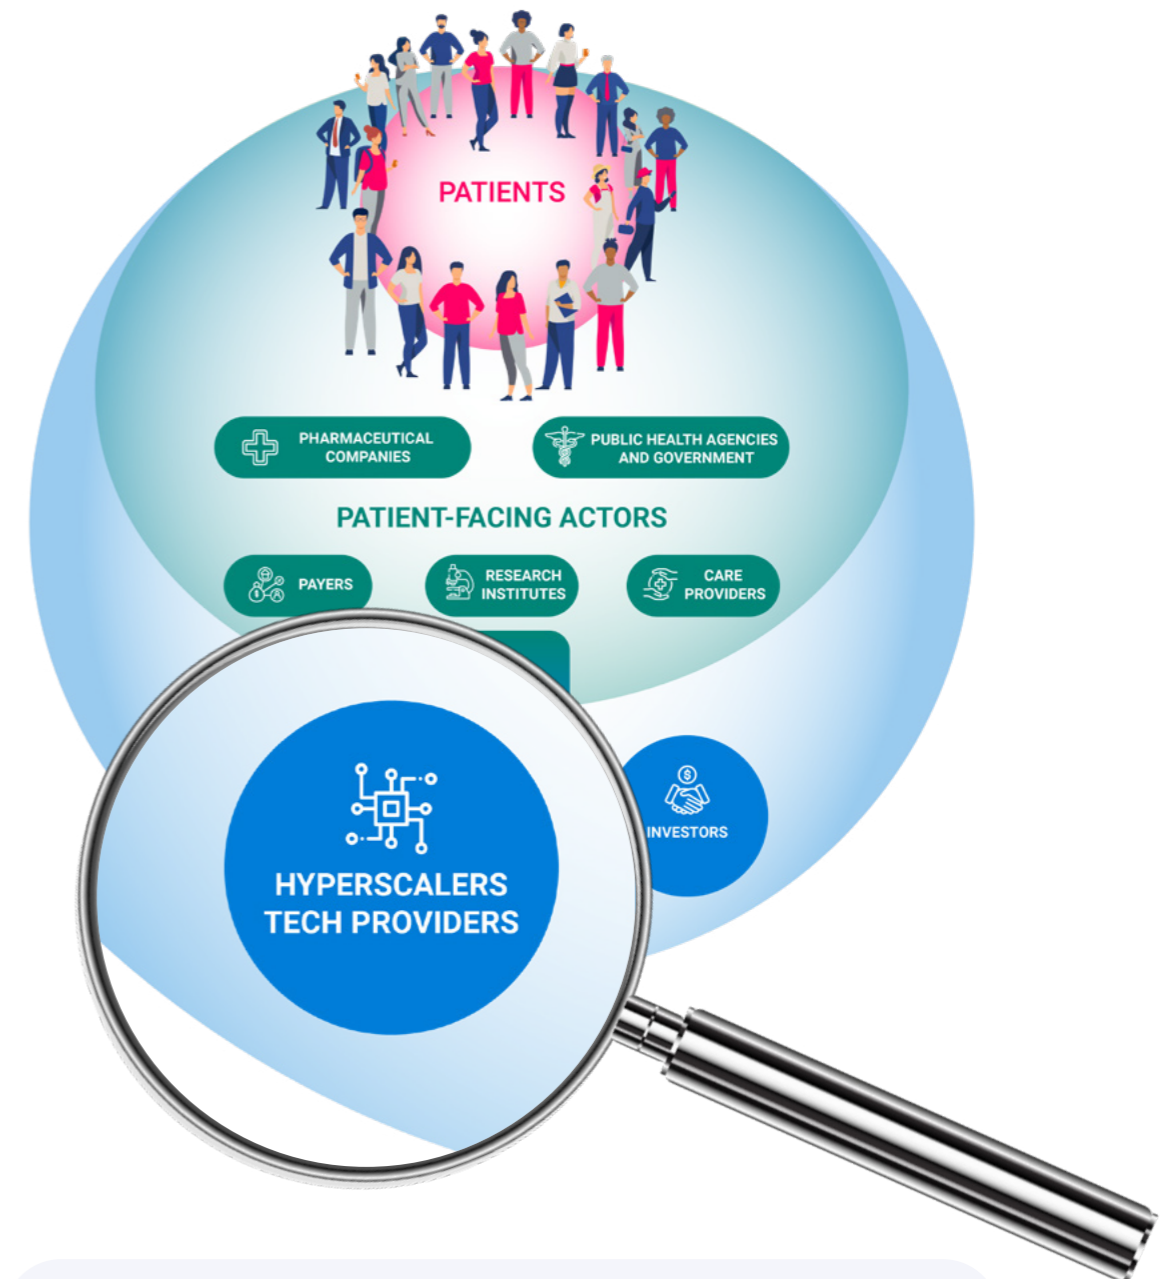 PATIENTS
PHARMACEUTICAL
COMPANIES
PUBLIC HEALTH AGENCIES
AND GOVERNMENT
PATIENT-FACING ACTORS
PAYERS
RESEARCH
INSTITUTES
CARE
PROVIDERS
HYPERSCALERS
TECH PROVIDERS
INVESTORS